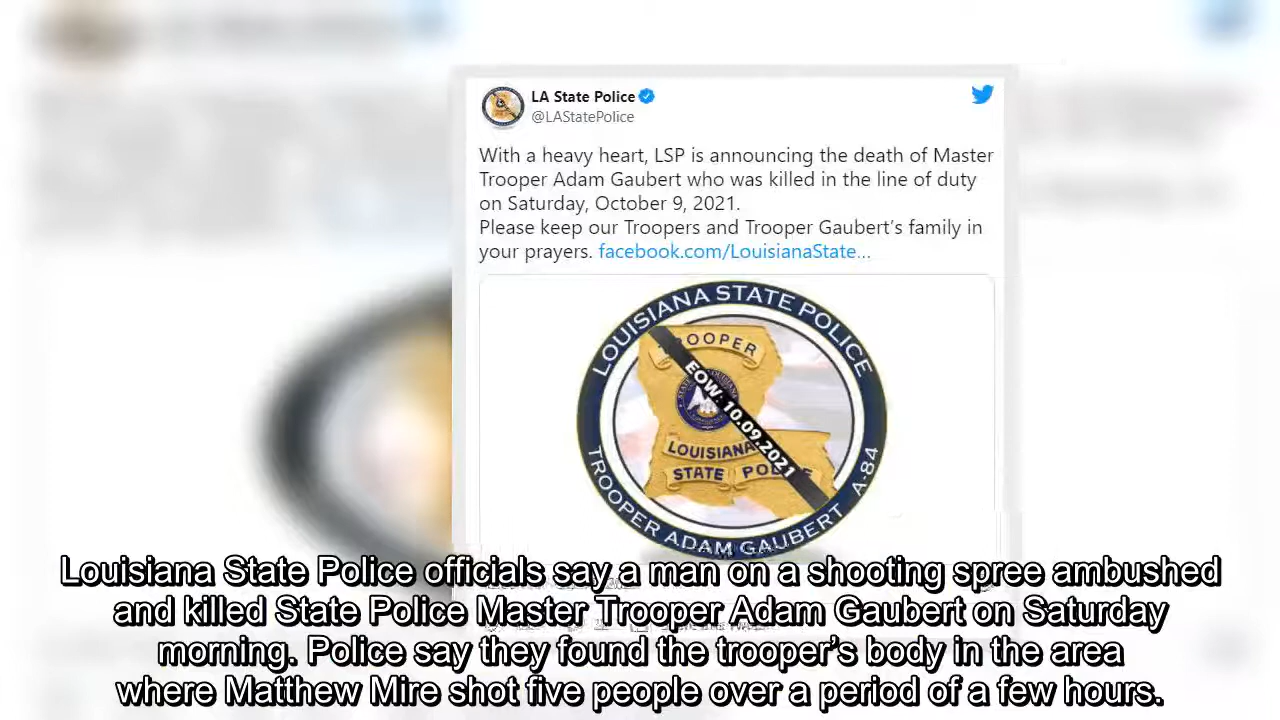 LA State Police
@LAStatePolice
With a heavy heart, LSP is announcing the death of Master
Trooper Adam Gaubert who was killed in the line of duty
on Saturday, October 9, 2021.
Please keep our Troopers and Trooper Gaubert's family in
your prayers. facebook.com/LouisianaState...
LOUISIANA STATE POLICE
TROOPER
EOW: 10.09.2021
LOUISIANA
STATE POLICE
TROOPER ADAM GAUBERT A-84
Louisiana State Police officials say a man on a shooting spree ambushed
and killed State Police Master Trooper Adam Gaubert on Saturday
morning. Police say they found the trooper's body in the area
where Matthew Mire shot five people over a period of a few hours.